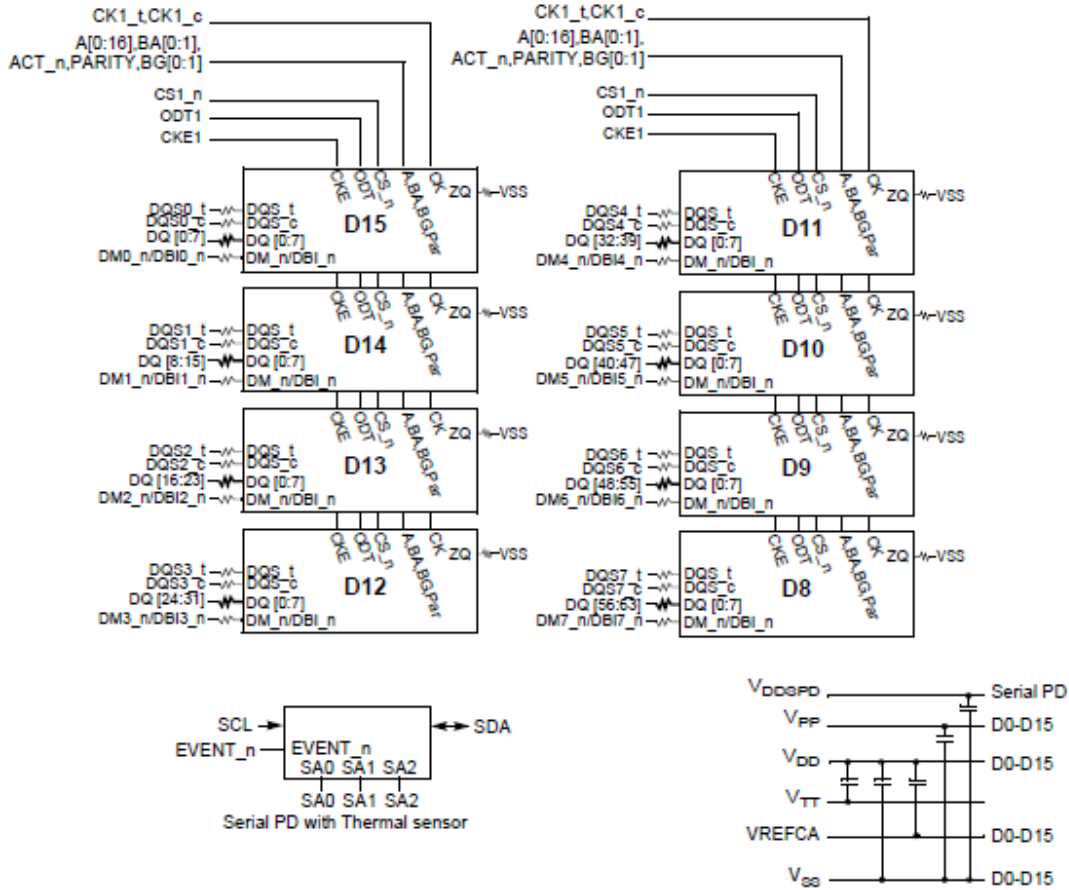 CK1_t,CK1_c
A[0:16],BA[0:1],
ACT_n,PARITY,BG[0:1]
CS1_n
ODT1
CKE1
CKE ODT CS_n A,BA,BG,Par CK ZQ VSS
DQS0_t DQS_t
DQS0_c DQS_c
D15
DQ [0:7] DQ [0:7]
DM0_n/DBI0_n DM_n/DBI_n
CKE ODT CS_n A,BA,BG,Par CK ZQ VSS
DQS1_t DQS_t
DQS1_c DQS_c
D14
DQ [8:15] DQ [0:7]
DM1_n/DBI1_n DM_n/DBI_n
CKE ODT CS_n A,BA,BG,Par CK ZQ VSS
DQS2_t DQS_t
DQS2_c DQS_c
D13
DQ [16:23] DQ [0:7]
DM2_n/DBI2_n DM_n/DBI_n
CKE ODT CS_n A,BA,BG,Par CK ZQ VSS
DQS3_t DQS_t
DQS3_c DQS_c
D12
DQ [24:31] DQ [0:7]
DM3_n/DBI3_n DM_n/DBI_n
CK1_t,CK1_c
A[0:16],BA[0:1],
ACT_n,PARITY,BG[0:1]
CS1_n
ODT1
CKE1
CKE ODT CS_n A,BA,BG,Par CK ZQ VSS
DQS4_t DQS_t
DQS4_c DQS_c
D11
DQ [32:39] DQ [0:7]
DM4_n/DBI4_n DM_n/DBI_n
CKE ODT CS_n A,BA,BG,Par CK ZQ VSS
DQS5_t DQS_t
DQS5_c DQS_c
D10
DQ [40:47] DQ [0:7]
DM5_n/DBI5_n DM_n/DBI_n
CKE ODT CS_n A,BA,BG,Par CK ZQ VSS
DQS6_t DQS_t
DQS6_c DQS_c
D9
DQ [48:55] DQ [0:7]
DM6_n/DBI6_n DM_n/DBI_n
CKE ODT CS_n A,BA,BG,Par CK ZQ VSS
DQS7_t DQS_t
DQS7_c DQS_c
D8
DQ [56:63] DQ [0:7]
DM7_n/DBI7_n DM_n/DBI_n
SCL SDA
EVENT_n EVENT_n
SA0 SA1 SA2
SA0 SA1 SA2
Serial PD with Thermal sensor
VDDSPD Serial PD
VPP D0-D15
VDD D0-D15
VTT
VREFCA D0-D15
VSS D0-D15